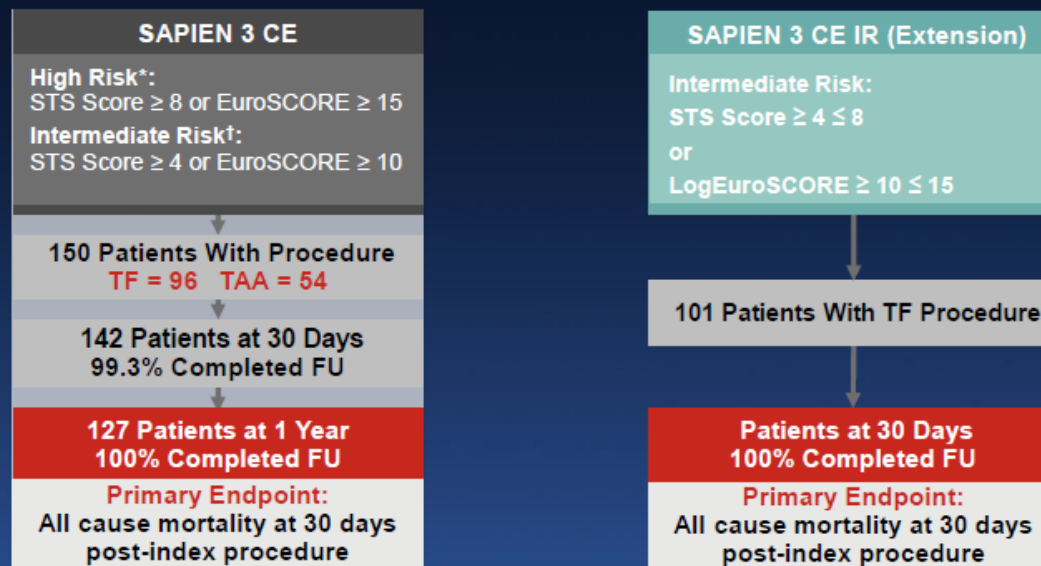 SAPIEN 3 CE
High Risk*:
STS Score ≥ 8 or EuroSCORE ≥ 15
Intermediate Risk†:
STS Score ≥ 4 or EuroSCORE ≥ 10
150 Patients With Procedure
TF = 96 TAA = 54
142 Patients at 30 Days
99.3% Completed FU
127 Patients at 1 Year
100% Completed FU
Primary Endpoint:
All cause mortality at 30 days
post-index procedure
SAPIEN 3 CE IR (Extension)
Intermediate Risk:
STS Score ≥ 4 ≤ 8
or
LogEuroSCORE ≥ 10 ≤ 15
101 Patients With TF Procedure
Patients at 30 Days
100% Completed FU
Primary Endpoint:
All cause mortality at 30 days
post-index procedure